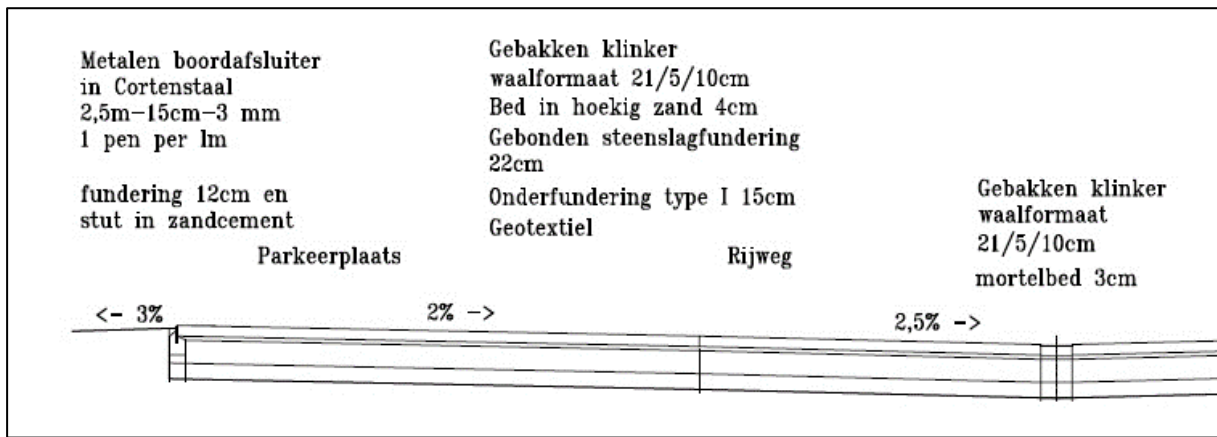 Metalen boordafsluiter
in Cortenstaal
2,5m-15cm-3 mm
1 pen per lm
fundering 12cm en
stut in zandcement
Parkeerplaats
Gebakken klinker
waalformaat 21/5/10cm
Bed in hoekig zand 4cm
Gebonden steenslagfundering
22cm
Onderfundering type I 15cm
Geotextiel
Rijweg
Gebakken klinker
waalformaat
21/5/10cm
mortelbed 3cm
<- 3%
2% ->
2,5% ->